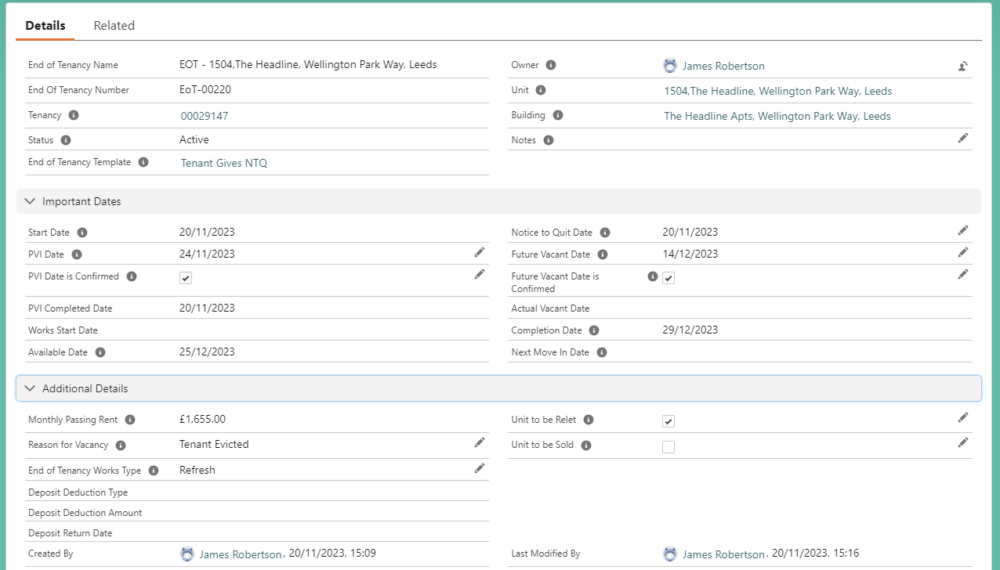 Details Related
End of Tenancy Name EOT - 1504,The Headline, Wellington Park Way, Leeds
Owner James Robertson
End Of Tenancy Number EoT-00220
Unit 1504,The Headline, Wellington Park Way, Leeds
Tenancy 00029147
Building The Headline Apts, Wellington Park Way, Leeds
Status Active
Notes
End of Tenancy Template Tenant Gives NTQ
Important Dates
Start Date 20/11/2023
Notice to Quit Date 20/11/2023
PVI Date 24/11/2023
Future Vacant Date 14/12/2023
PVI Date is Confirmed
Future Vacant Date is
Confirmed
PVI Completed Date 20/11/2023
Actual Vacant Date
Works Start Date
Completion Date 29/12/2023
Available Date 25/12/2023
Next Move In Date
Additional Details
Monthly Passing Rent £1,655.00
Unit to be Relet
Reason for Vacancy Tenant Evicted
Unit to be Sold
End of Tenancy Works Type Refresh
Deposit Deduction Type
Deposit Deduction Amount
Deposit Return Date
Created By James Robertson, 20/11/2023, 15:09
Last Modified By James Robertson, 20/11/2023, 15:16